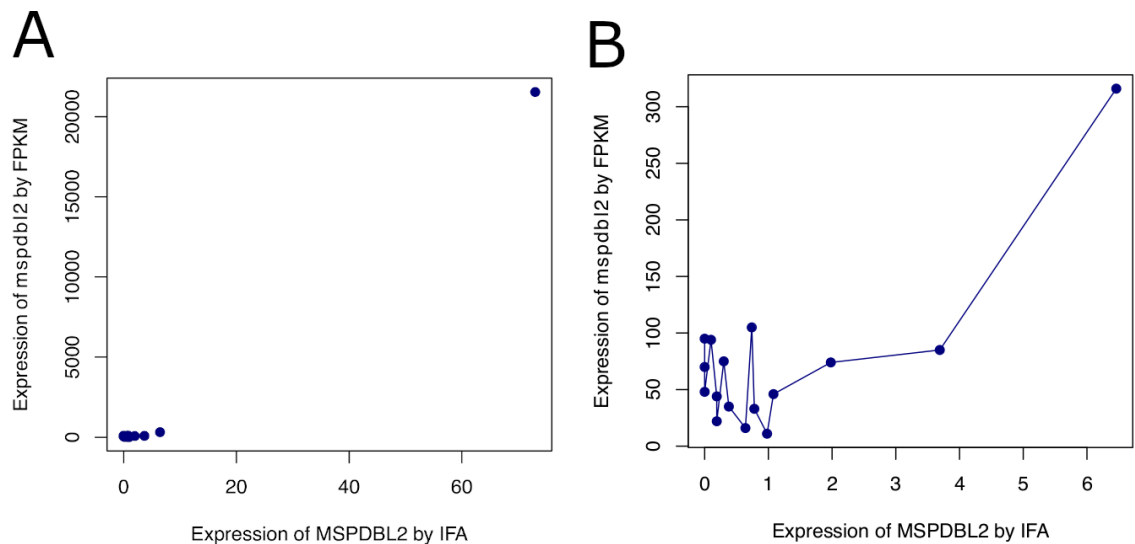 A
B
Expression of mspdbl2 by FPKM
20000
15000
10000
5000
0
0 20 40 60
Expression of MSPDBL2 by IFA
Expression of mspdbl2 by FPKM
300
250
200
150
100
50
0
0 1 2 3 4 5 6
Expression of MSPDBL2 by IFA